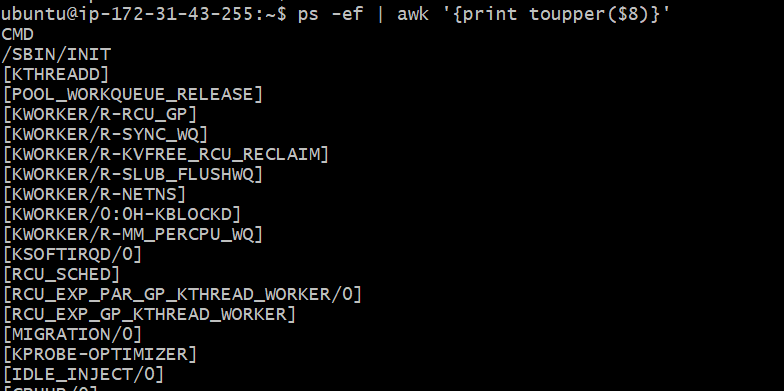 ubuntu@ip-172-31-43-255:~$ ps -ef | awk '{print toupper($8)}'
CMD
/SBIN/INIT
[KTHREADD]
[POOL_WORKQUEUE_RELEASE]
[KWORKER/R-RCU_GP]
[KWORKER/R-SYNC_WQ]
[KWORKER/R-KVFREE_RCU_RECLAIM]
[KWORKER/R-SLUB_FLUSHWQ]
[KWORKER/R-NETNS]
[KWORKER/0:0H-KBLOCKD]
[KWORKER/R-MM_PERCPU_WQ]
[KSOFTIRQD/0]
[RCU_SCHED]
[RCU_EXP_PAR_GP_KTHREAD_WORKER/0]
[RCU_EXP_GP_KTHREAD_WORKER]
[MIGRATION/0]
[KPROBE-OPTIMIZER]
[IDLE_INJECT/0]